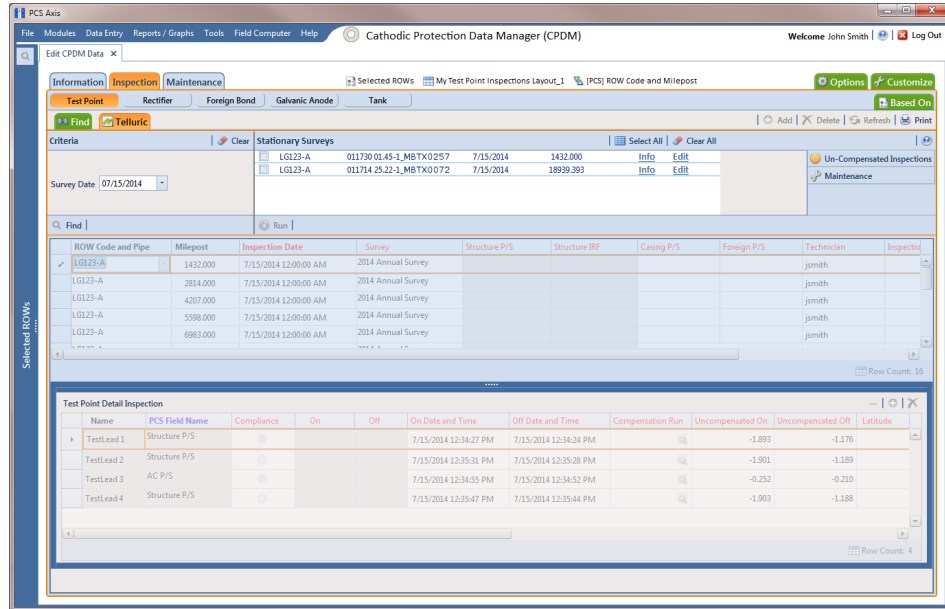 PCS Axis
File Modules Data Entry Reports / Graphs Tools Field Computer Help Cathodic Protection Data Manager (CPDM) Welcome John Smith Log Out
Edit CPDM Data X
Information Inspection Maintenance Selected ROWs My Test Point Inspections Layout_1 [PCS] ROW Code and Milepost Options Customize
Test Point Rectifier Foreign Bond Galvanic Anode Tank Based On
Find Telluric Add Delete Refresh Print
Criteria Clear Stationary Surveys Select All Clear All
LG123-A 011730 01.45-1_MBTX0257 7/15/2014 1432.000 Info Edit Un-Compensated Inspections
LG123-A 011714 25.22-1_MBTX0072 7/15/2014 18939.393 Info Edit Maintenance
Survey Date 07/15/2014
Find Run
ROW Code and Pipe Milepost Inspection Date Survey Structure P/S Structure IRF Casing P/S Foreign P/S Technician Inspectio
LG123-A 1432.000 7/15/2014 12:00:00 AM 2014 Annual Survey jsmith
LG123-A 2814.000 7/15/2014 12:00:00 AM 2014 Annual Survey jsmith
LG123-A 4207.000 7/15/2014 12:00:00 AM 2014 Annual Survey jsmith
LG123-A 5598.000 7/15/2014 12:00:00 AM 2014 Annual Survey jsmith
LG123-A 6983.000 7/15/2014 12:00:00 AM 2014 Annual Survey jsmith
Row Count: 16
Selected ROWs
Test Point Detail Inspection
Name PCS Field Name Compliance On Off On Date and Time Off Date and Time Compensation Run Uncompensated On Uncompensated Off Latitude
TestLead 1 Structure P/S 7/15/2014 12:34:27 PM 7/15/2014 12:34:24 PM -1.893 -1.176
TestLead 2 Structure P/S 7/15/2014 12:35:31 PM 7/15/2014 12:35:28 PM -1.901 -1.189
TestLead 3 AC P/S 7/15/2014 12:34:55 PM 7/15/2014 12:34:52 PM -0.252 -0.210
TestLead 4 Structure P/S 7/15/2014 12:35:47 PM 7/15/2014 12:35:44 PM -1.903 -1.188
Row Count: 4